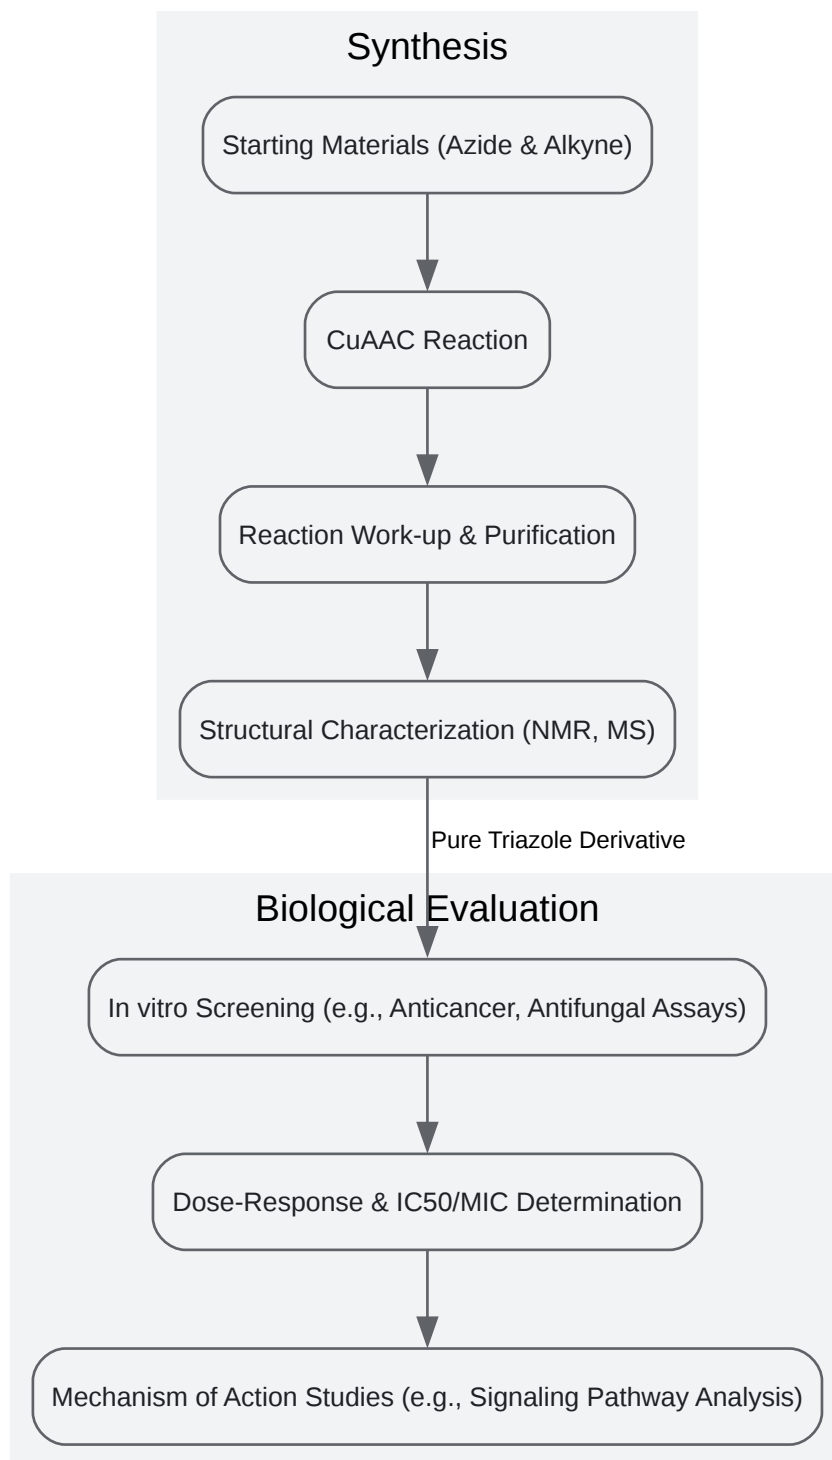 Synthesis
Starting Materials (Azide & Alkyne)
CuAAC Reaction
Reaction Work-up & Purification
Structural Characterization (NMR, MS)
Pure Triazole Derivative
Biological Evaluation
In vitro Screening (e.g., Anticancer, Antifungal Assays)
Dose-Response & IC50/MIC Determination
Mechanism of Action Studies (e.g., Signaling Pathway Analysis)